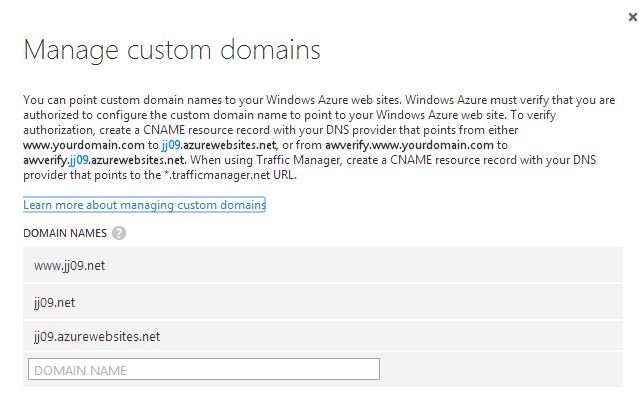 Manage custom domains
You can point custom domain names to your Windows Azure web sites. Windows Azure must verify that you are
authorized to configure the custom domain name to point to your Windows Azure web site. To verify
authorization, create a CNAME resource record with your DNS provider that points from either
www.yourdomain.com to jj09.azurewebsites.net, or from awverify.www.yourdomain.com to
awverify.jj09.azurewebsites.net. When using Traffic Manager, create a CNAME resource record with your DNS
provider that points to the *.trafficmanager.net URL.
Learn more about managing custom domains
DOMAIN NAMES ?
www.jj09.net
jj09.net
jj09.azurewebsites.net
DOMAIN NAME